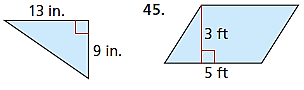 13 in.
9 in.
45.
3 ft
5 ft